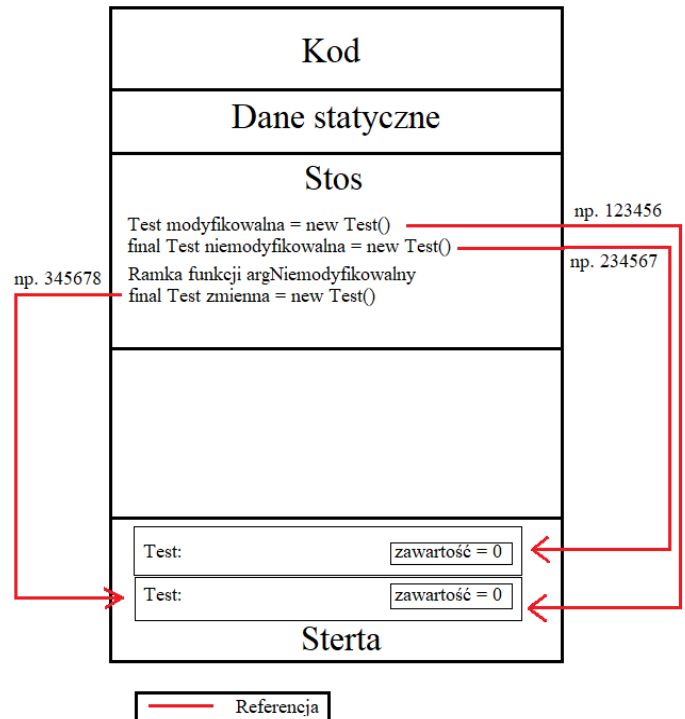 Kod
Dane statyczne
Stos
np. 123456
Test modyfikowalna = new Test()
final Test niemodyfikowalna = new Test()
np. 234567
Ramka funkcji argNiemodyfikowalny
np. 345678
final Test zmienna = new Test()
Test: zawartość = 0
Test: zawartość = 0
Sterta
Referencja